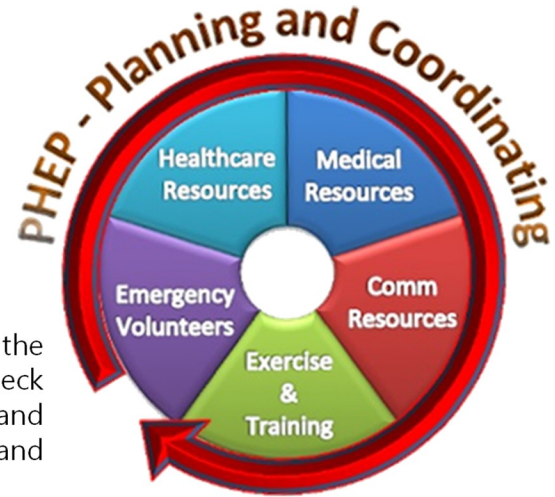 PHEP - Planning and Coordinating
Healthcare
Resources
Medical
Resources
Comm
Resources
Exercise
&
Training
Emergency
Volunteers
the
eck
and
and